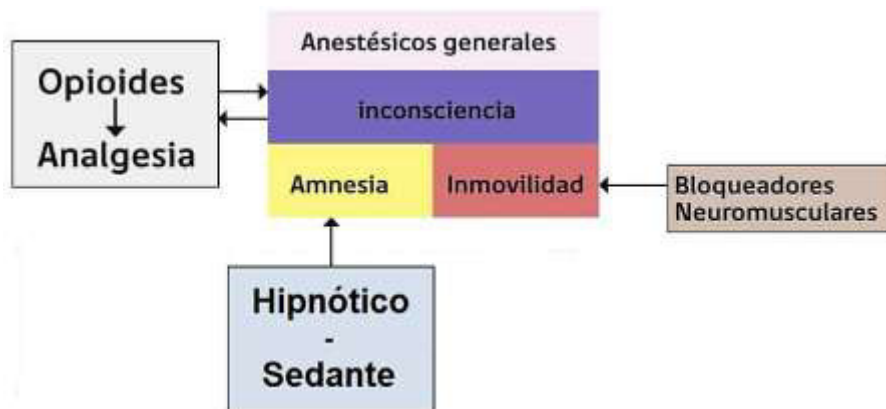 Anestésicos generales
Opioides
Analgesia
inconsciencia
Amnesia
Inmovilidad
Bloqueadores
Neuromusculares
Hipnótico
-
Sedante